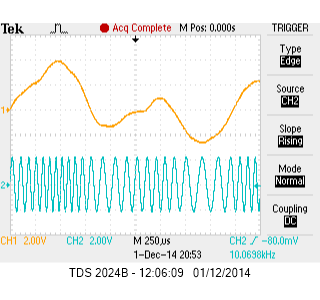 Tek Acq Complete M Pos: 0.000s TRIGGER
Type
Edge
Source
CH2
Slope
Rising
Mode
Normal
Coupling
DC
1
2
CH1 2.00V CH2 2.00V M 250µs CH2 -80.0mV
1-Dec-14 20:53 10.0698kHz
TDS 2024B - 12:06:09 01/12/2014